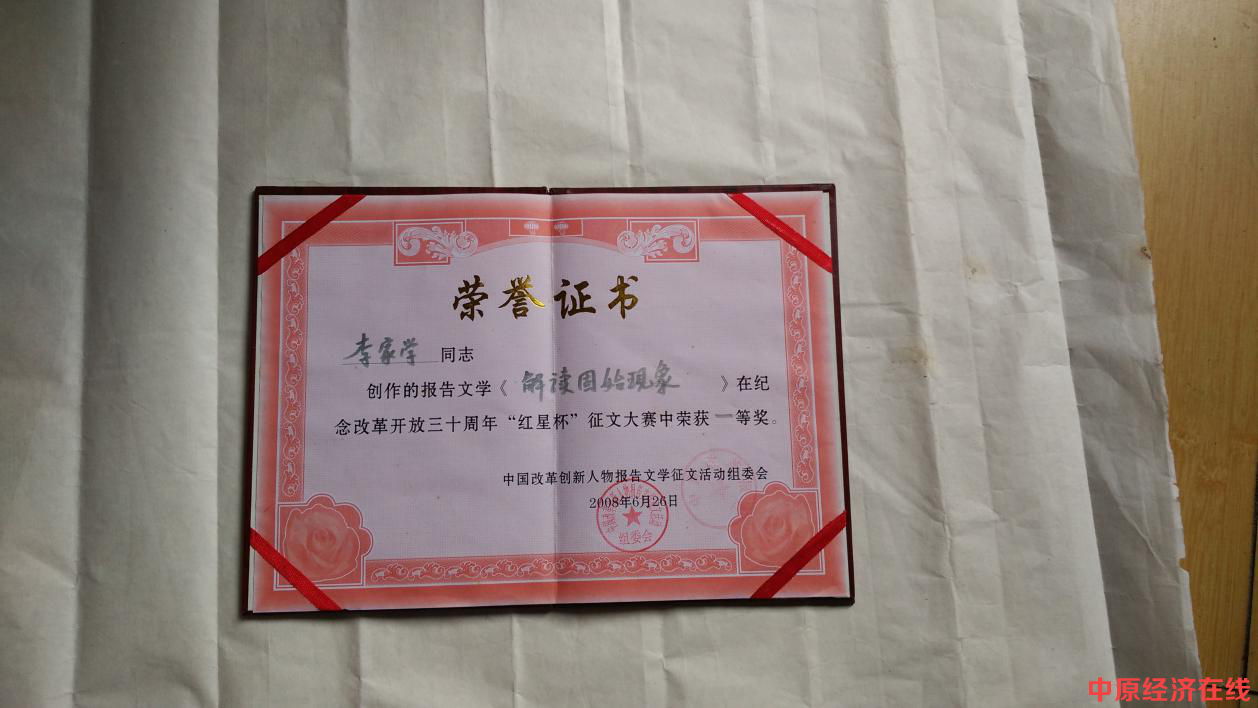 荣誉证书
李家学 同志
创作的报告文学《 解读固始现象 》在纪
念改革开放三十周年“红星杯”征文大赛中荣获一等奖。
中国改革创新人物报告文学征文活动组委会
2008年6月26日
组委会
中原经济在线